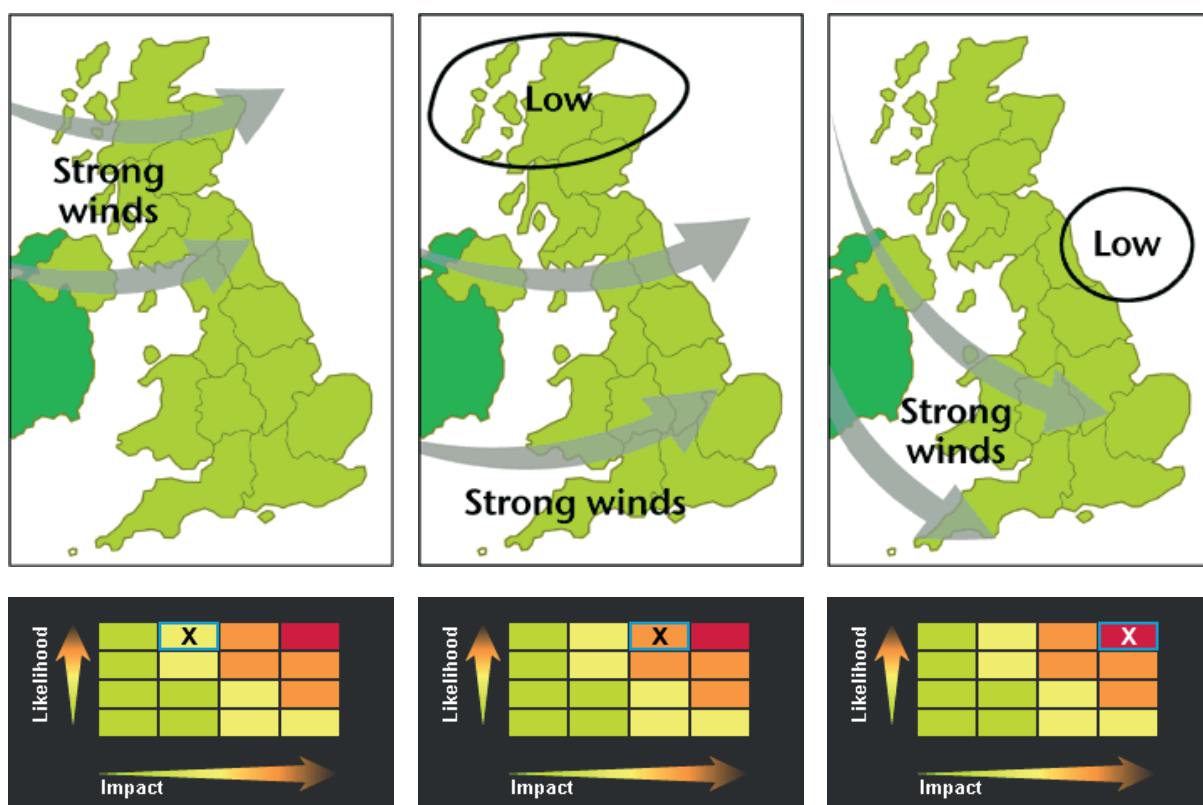 Strong
winds
Low
Strong winds
Low
Strong
winds
Likelihood
X
Impact
Likelihood
X
Impact
Likelihood
X
Impact